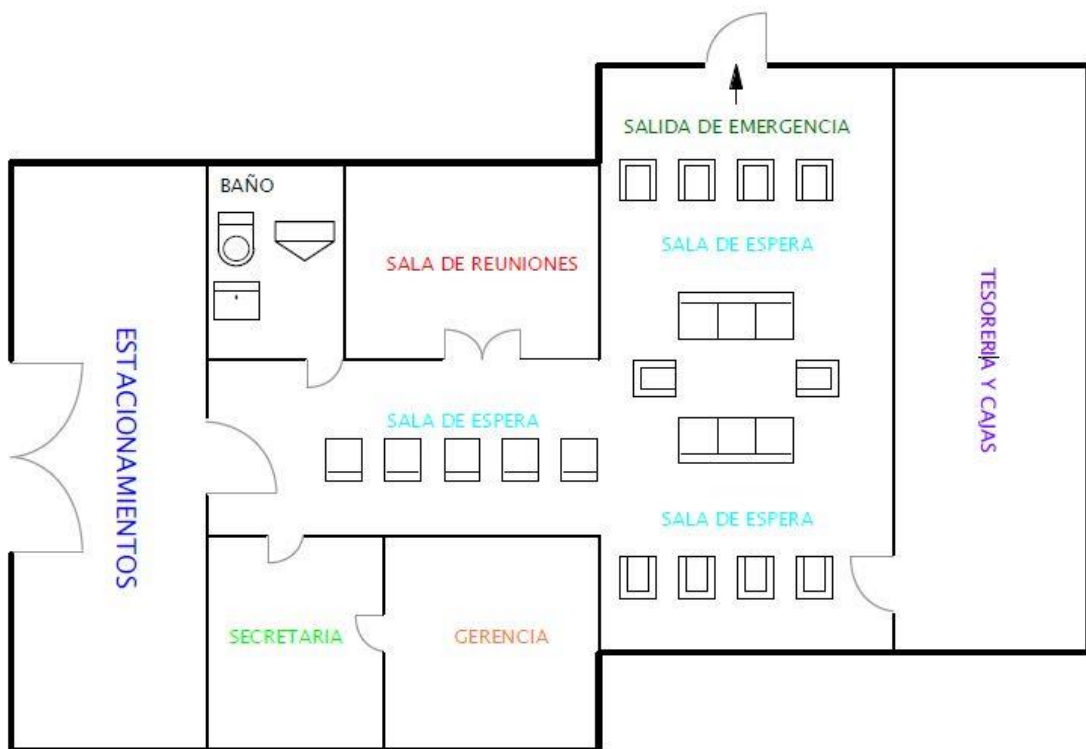 SALIDA DE EMERGENCIA
BAÑO
SALA DE ESPERA
SALA DE REUNIONES
TESORERÍA Y CAJAS
ESTACIONAMIENTOS
SALA DE ESPERA
SALA DE ESPERA
SECRETARIA
GERENCIA